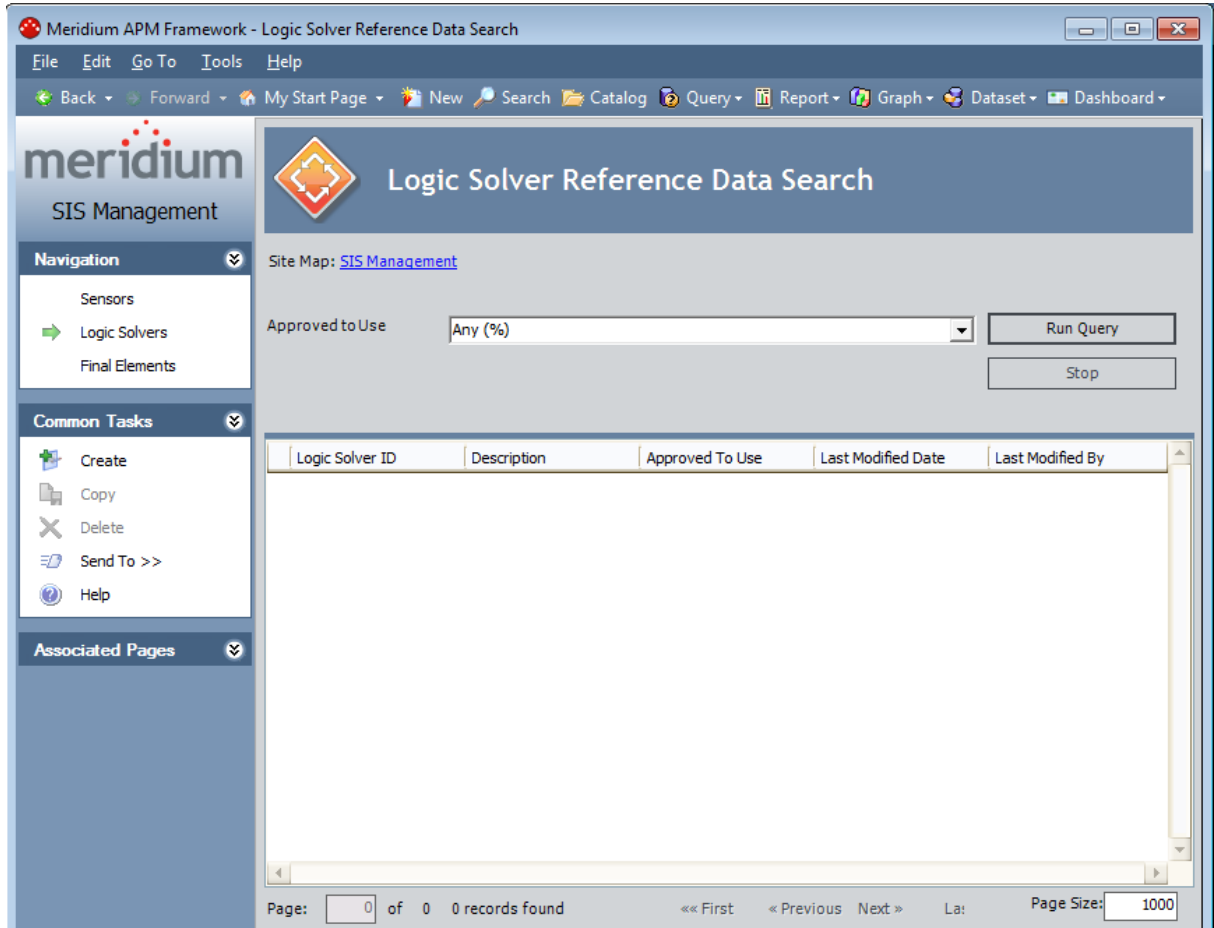 Meridium APM Framework - Logic Solver Reference Data Search
File Edit Go To Tools Help
Back Forward My Start Page New Search Catalog Query Report Graph Dataset Dashboard
meridium
SIS Management
Logic Solver Reference Data Search
Navigation
Sensors
Logic Solvers
Final Elements
Common Tasks
Create
Copy
Delete
Send To >>
Help
Associated Pages
Site Map: SIS Management
Approved to Use Any (%) Run Query
Stop
Logic Solver ID Description Approved To Use Last Modified Date Last Modified By
Page: 0 of 0 0 records found «« First « Previous Next » Page Size: 1000